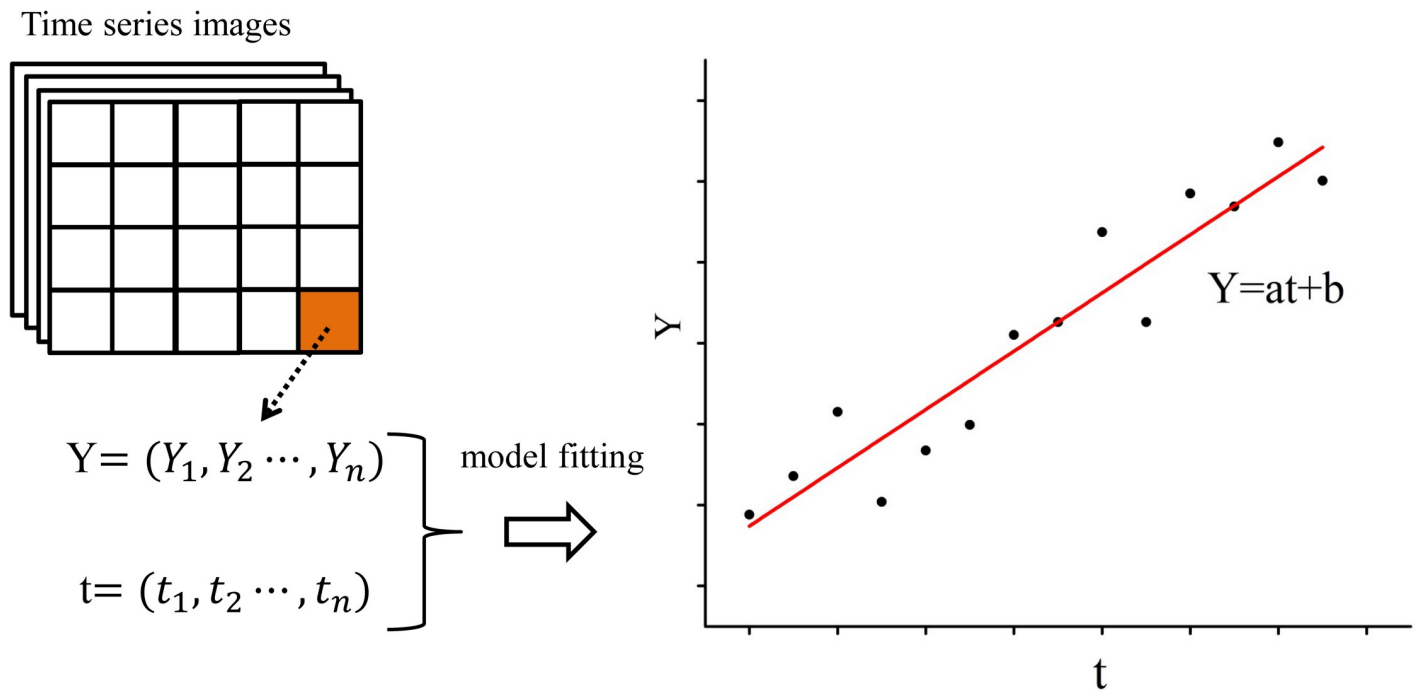 Time series images
Y= (Y₁, Y₂ ⋯ , Yₙ)
t= (t₁, t₂ ⋯ , tₙ)
model fitting
Y
Y=at+b
t